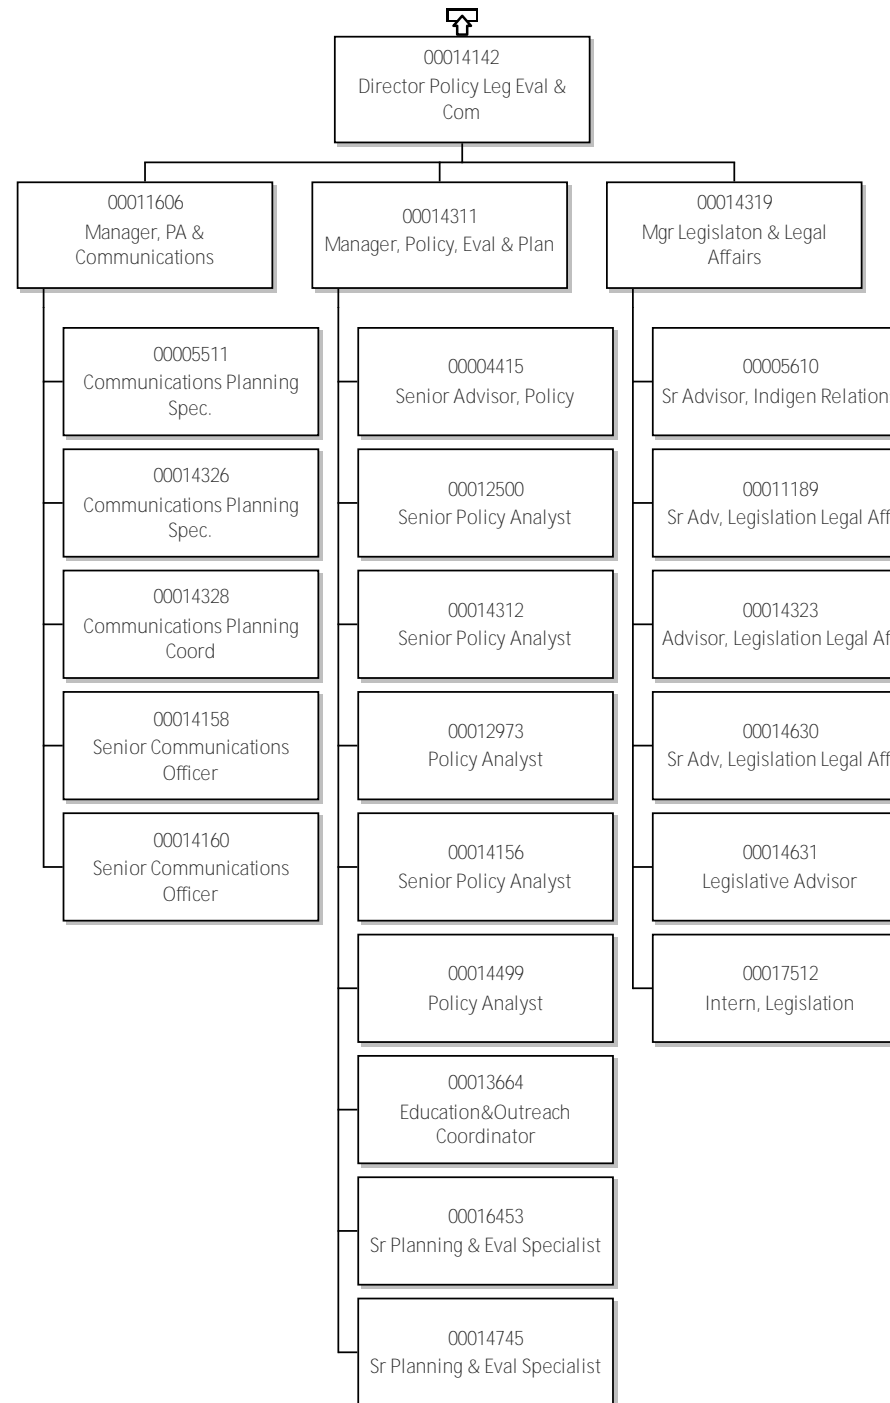 00014142
Director Policy Leg Eval &
Com
00011606
Manager, PA &
Communications
00014311
Manager, Policy, Eval & Plan
00014319
Mgr Legislaton & Legal
Affairs
00005511
Communications Planning
Spec.
00014326
Communications Planning
Spec.
00014328
Communications Planning
Coord
00014158
Senior Communications
Officer
00014160
Senior Communications
Officer
00004415
Senior Advisor, Policy
00012500
Senior Policy Analyst
00014312
Senior Policy Analyst
00012973
Policy Analyst
00014156
Senior Policy Analyst
00014499
Policy Analyst
00013664
Education&Outreach
Coordinator
00016453
Sr Planning & Eval Specialist
00014745
Sr Planning & Eval Specialist
00005610
Sr Advisor, Indigen Relation
00011189
Sr Adv, Legislation Legal Aff
00014323
Advisor, Legislation Legal Af
00014630
Sr Adv, Legislation Legal Aff
00014631
Legislative Advisor
00017512
Intern, Legislation